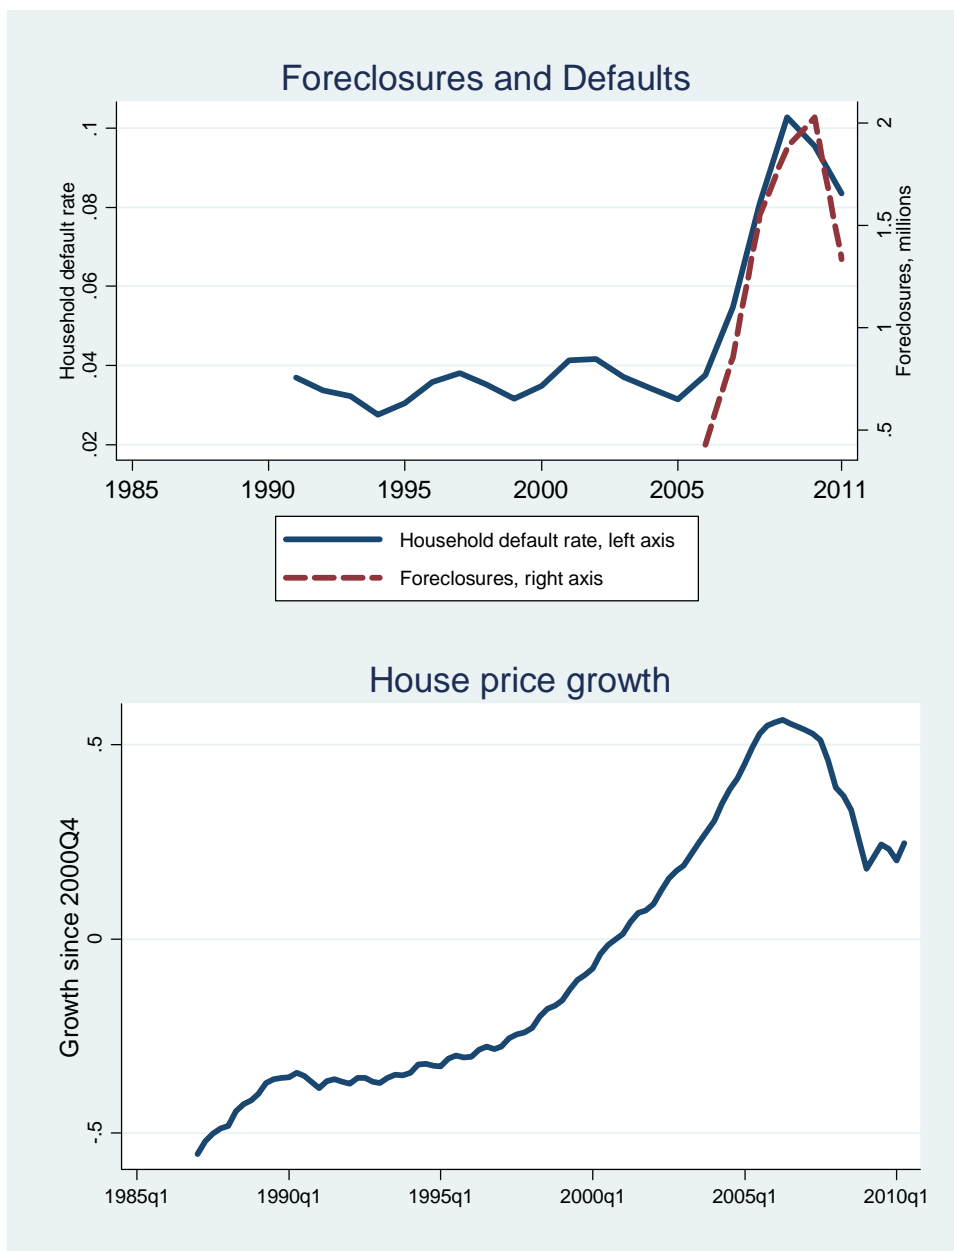 Foreclosures and Defaults
Household default rate
.1
.08
.06
.04
.02
2
1.5
1
.5
Foreclosures, millions
1985 1990 1995 2000 2005 2011
Household default rate, left axis
Foreclosures, right axis
House price growth
Growth since 2000Q4
.5
0
-.5
1985q1 1990q1 1995q1 2000q1 2005q1 2010q1